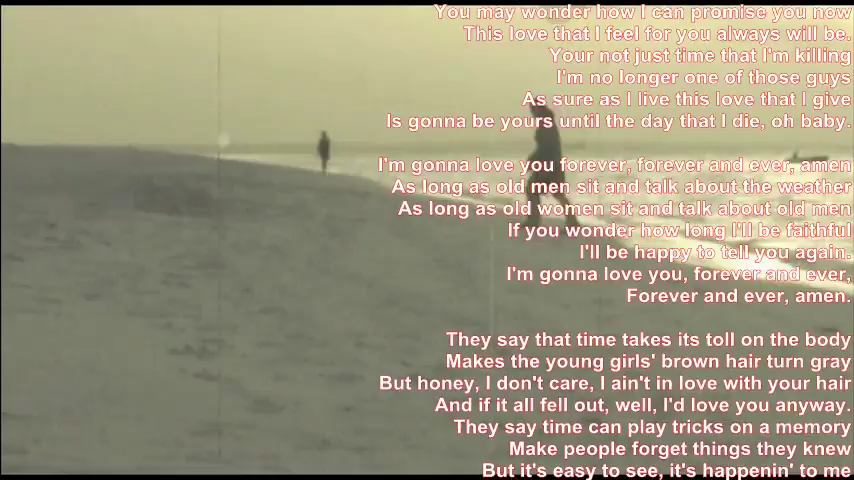 You may wonder how I can promise you now
This love that I feel for you always will be.
Your not just time that I'm killing
I'm no longer one of those guys
As sure as I live this love that I give
Is gonna be yours until the day that I die, oh baby.
I'm gonna love you forever, forever and ever, amen
As long as old men sit and talk about the weather
As long as old women sit and talk about old men
If you wonder how long I'll be faithful
I'll be happy to tell you again.
I'm gonna love you, forever and ever,
Forever and ever, amen.
They say that time takes its toll on the body
Makes the young girls' brown hair turn gray
But honey, I don't care, I ain't in love with your hair
And if it all fell out, well, I'd love you anyway.
They say time can play tricks on a memory
Make people forget things they knew
But it's easy to see, it's happenin' to me